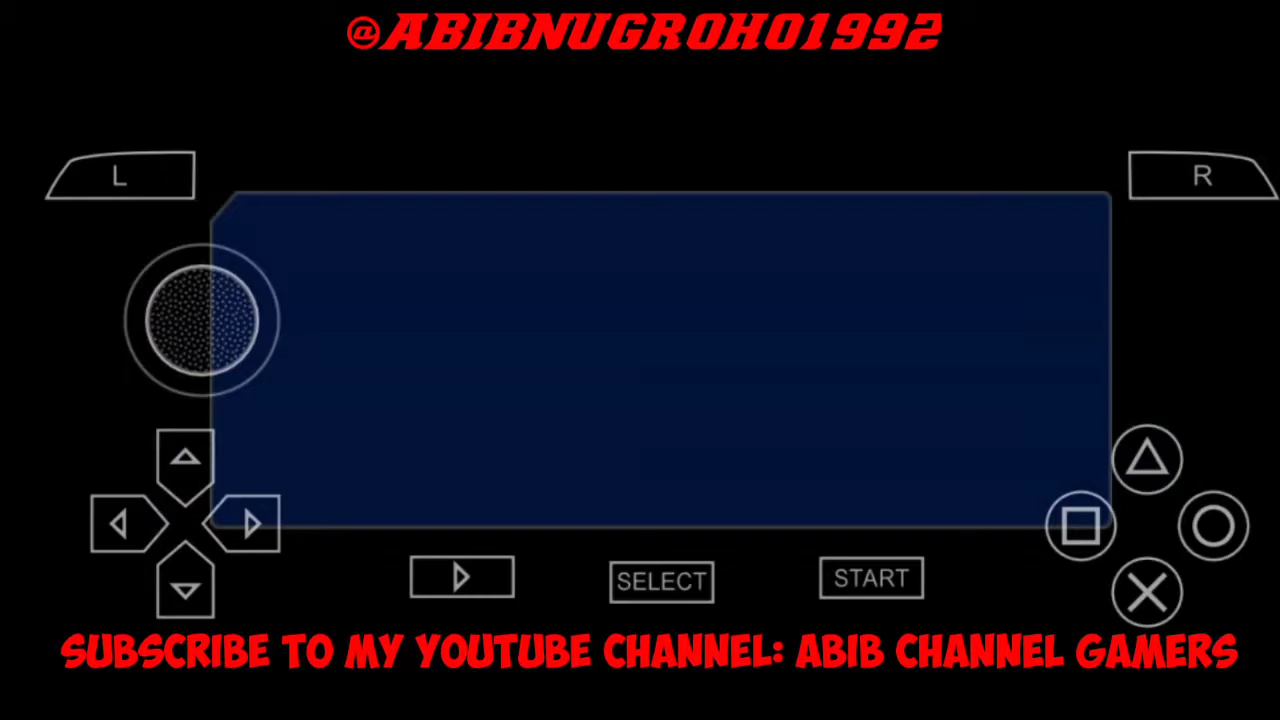 @ABIBNUGROHO1992
L
R
SELECT
START
SUBSCRIBE TO MY YOUTUBE CHANNEL: ABIB CHANNEL GAMERS